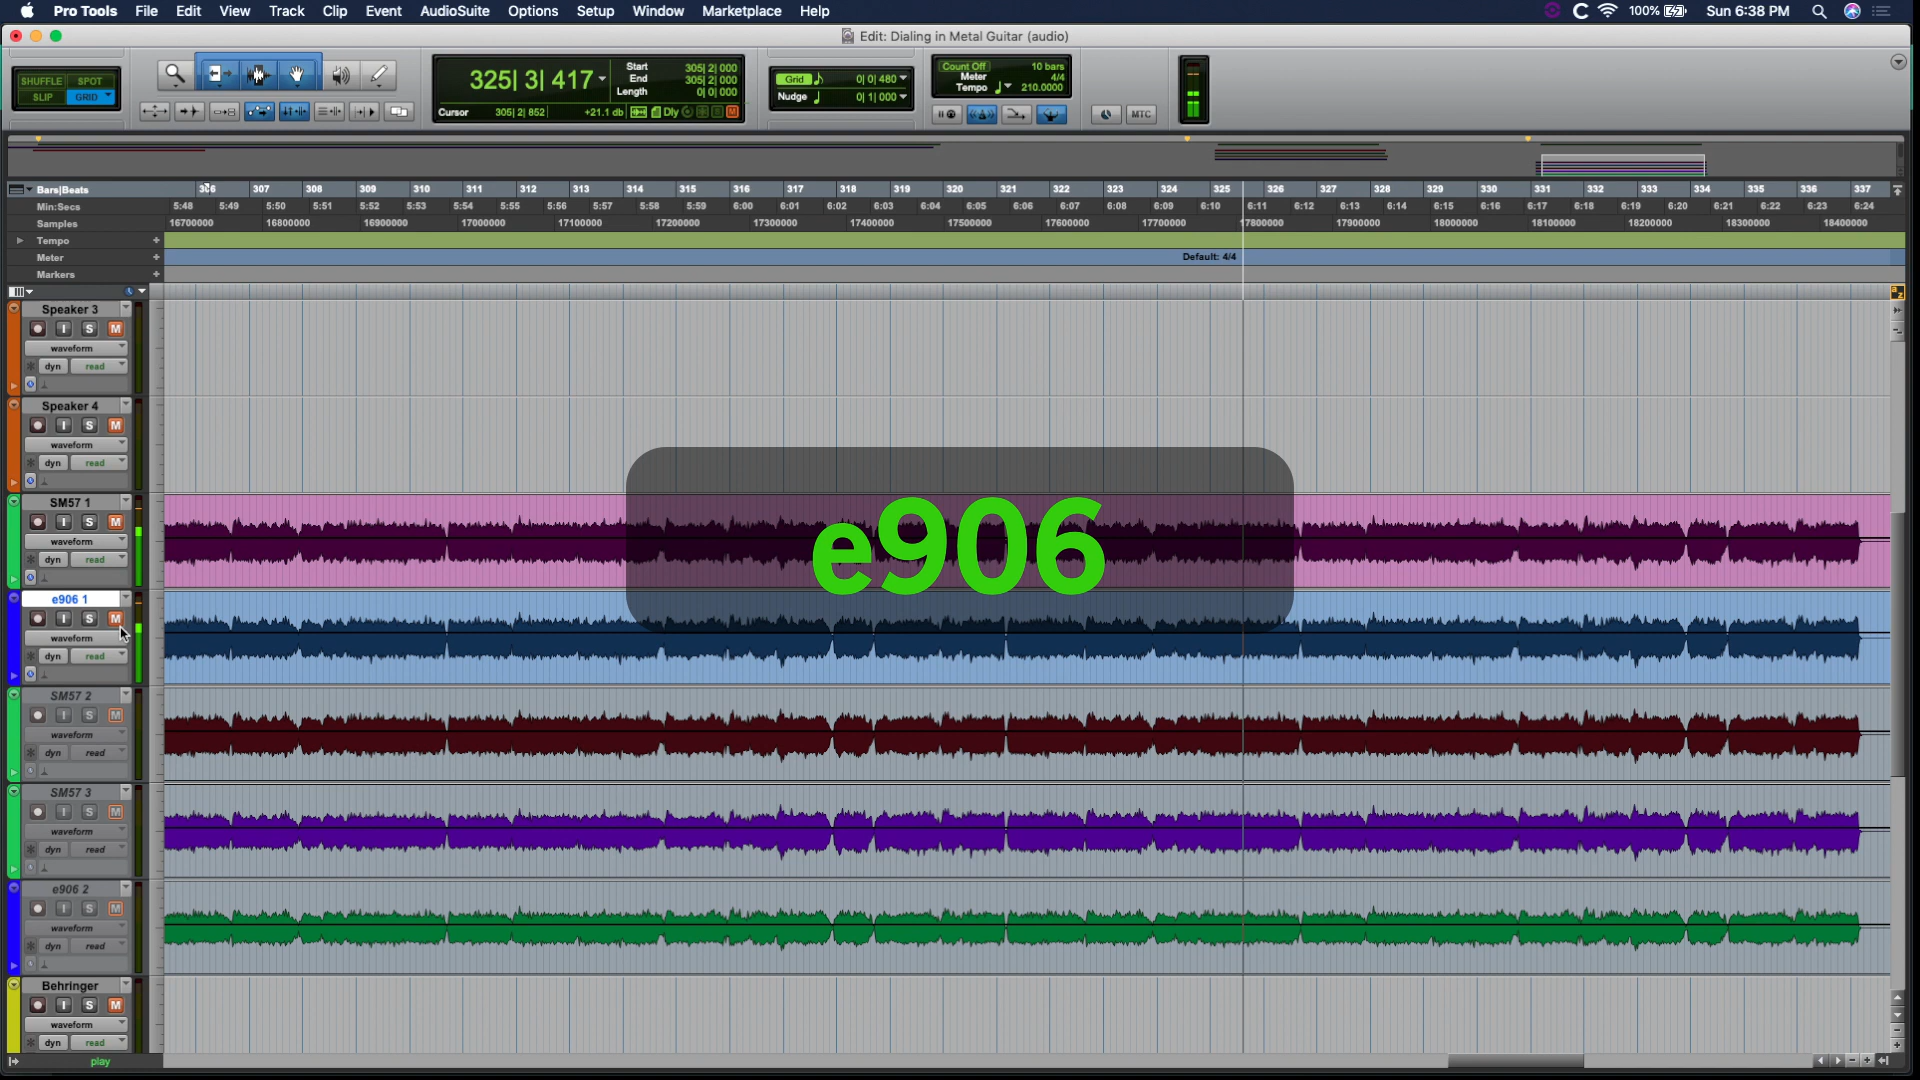 Pro Tools File Edit View Track Clip Event AudioSuite Options Setup Window Marketplace Help 100% Sun 6:38 PM
Edit: Dialing in Metal Guitar (audio)
SHUFFLE SPOT
SLIP GRID
325| 3| 417
Start 305| 2| 000
End 305| 2| 000
Length 0| 0| 000
Cursor 305| 2| 852 +21.1 db Dly
Grid 0| 0| 480
Nudge 0| 1| 000
Count Off 10 bars
Meter 4/4
Tempo 210.0000
MTC
Bars|Beats 306 307 308 309 310 311 312 313 314 315 316 317 318 319 320 321 322 323 324 325 326 327 328 329 330 331 332 333 334 335 336 337
Min:Secs 5:48 5:49 5:50 5:51 5:52 5:53 5:54 5:55 5:56 5:57 5:58 5:59 6:00 6:01 6:02 6:03 6:04 6:05 6:06 6:07 6:08 6:09 6:10 6:11 6:12 6:13 6:14 6:15 6:16 6:17 6:18 6:19 6:20 6:21 6:22 6:23 6:24
Samples 16700000 16800000 16900000 17000000 17100000 17200000 17300000 17400000 17500000 17600000 17700000 17800000 17900000 18000000 18100000 18200000 18300000 18400000
Tempo
Meter Default: 4/4
Markers
Speaker 3
I S M
waveform
dyn read
Speaker 4
I S M
waveform
dyn read
SM57 1
I S M
waveform
dyn read
e906
e906 1
I S M
waveform
dyn read
SM57 2
I S M
waveform
dyn read
SM57 3
I S M
waveform
dyn read
e906 2
I S M
waveform
dyn read
Behringer
I S M
waveform
dyn read
play